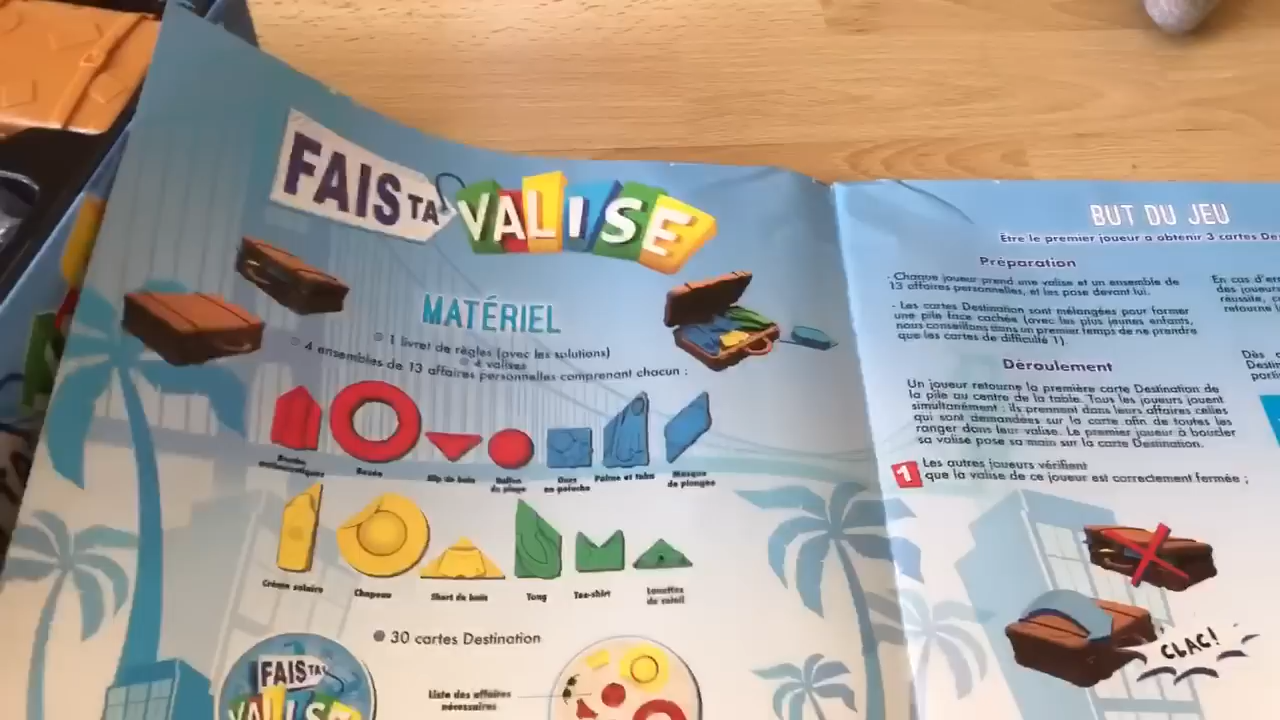 FAIS TA VALISE
MATÉRIEL
1 livret de règles (avec les solutions)
4 valises
4 ensembles de 13 affaires personnelles comprenant chacun :
Bouée
Slip de bain
Ballon
de plage
Ours
en peluche
Palme et tuba
Masque
de plongée
Crème solaire
Chapeau
Short de bain
Tong
Tee-shirt
Lunettes
de soleil
30 cartes Destination
FAIS TA
VALISE
Liste des affaires
nécessaires
BUT DU JEU
Être le premier joueur à obtenir 3 cartes
Préparation
- Chaque joueur prend une valise et un ensemble de
13 affaires personnelles, et les pose devant lui.
- Les cartes Destination sont mélangées pour former
une pile face cachée (avec les plus jeunes enfants,
nous conseillons dans un premier temps de ne prendre
que les cartes de difficulté 1).
Déroulement
Un joueur retourne la première carte Destination de
la pile au centre de la table. Tous les joueurs jouent
simultanément : ils prennent dans leurs affaires celles
qui sont demandées sur la carte afin de toutes les
ranger dans leur valise. Le premier joueur à boucler
sa valise pose sa main sur la carte Destination.
1 Les autres joueurs vérifient
que la valise de ce joueur est correctement fermée ;
CLAC!
En cas
des joueurs
retourne
Dès